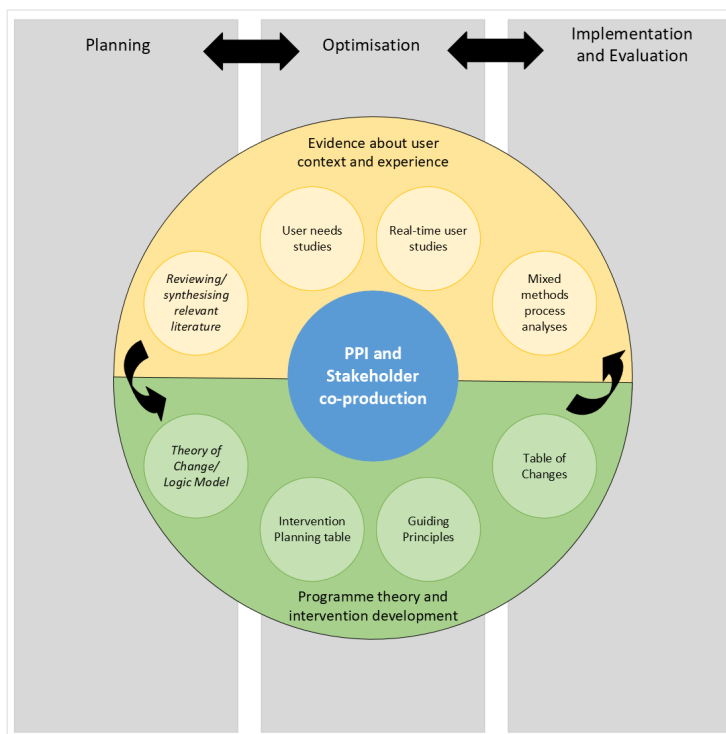 Planning
Optimisation
Implementation
and Evaluation
Evidence about user
context and experience
User needs
studies
Real-time user
studies
Reviewing/
synthesising
relevant
literature
Mixed
methods
process
analyses
PPI and
Stakeholder
co-production
Theory of
Change/
Logic Model
Table of
Changes
Intervention
Planning table
Guiding
Principles
Programme theory and
intervention development